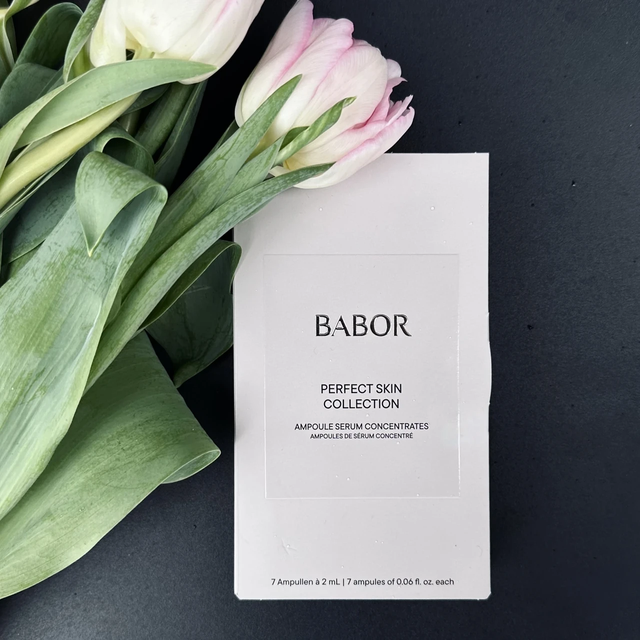 BABOR
PERFECT SKIN
COLLECTION
AMPOULE SERUM CONCENTRATES
AMPOULES DE SÉRUM CONCENTRÉ
7 Ampullen à 2 mL | 7 ampules of 0.06 fl. oz. each